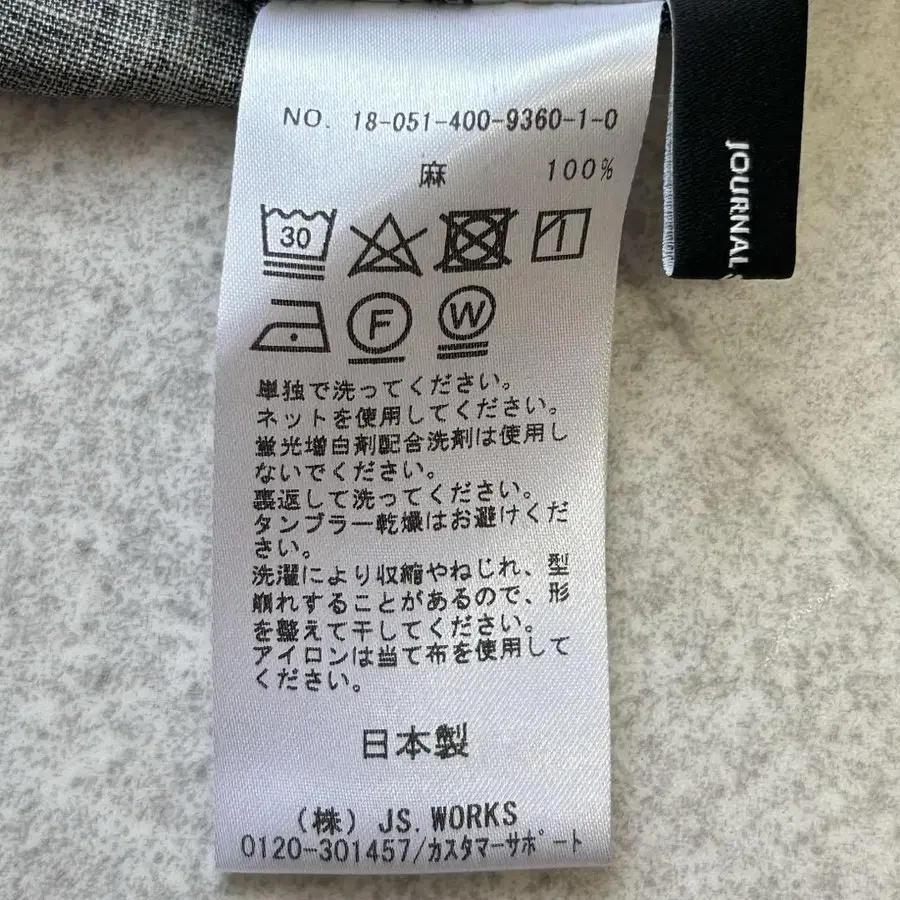 NO. 18-051-400-9360-1-0
麻 100%
30
F W
単独で洗ってください。
ネットを使用してください。
蛍光増白剤配合洗剤は使用し
ないでください。
裏返して洗ってください。
タンブラー乾燥はお避けくだ
さい。
洗濯により収縮やねじれ、型
崩れすることがあるので、形
を整えて干してください。
アイロンは当て布を使用して
ください。
日本製
(株) JS.WORKS
0120-301457/カスタマーサポート
JOURNAL